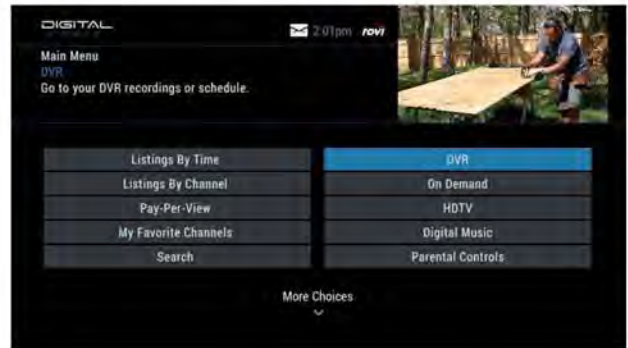 DIGITAL
2:01pm rovi
Main Menu
DVR
Go to your DVR recordings or schedule.
Listings By Time
DVR
Listings By Channel
On Demand
Pay-Per-View
HDTV
My Favorite Channels
Digital Music
Search
Parental Controls
More Choices